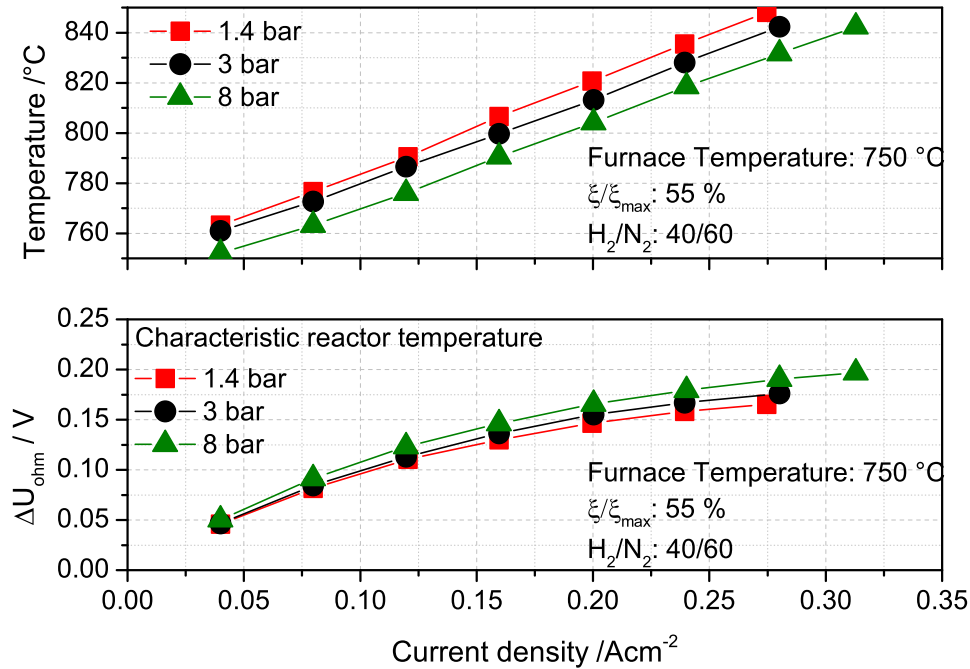 840
820
800
780
760
Temperature /°C
1.4 bar
3 bar
8 bar
Furnace Temperature: 750 °C
ξ/ξmax: 55 %
H2/N2: 40/60
0.25
0.20
0.15
0.10
0.05
0.00
ΔUohm / V
Characteristic reactor temperature
1.4 bar
3 bar
8 bar
Furnace Temperature: 750 °C
ξ/ξmax: 55 %
H2/N2: 40/60
0.00 0.05 0.10 0.15 0.20 0.25 0.30 0.35
Current density /Acm-2